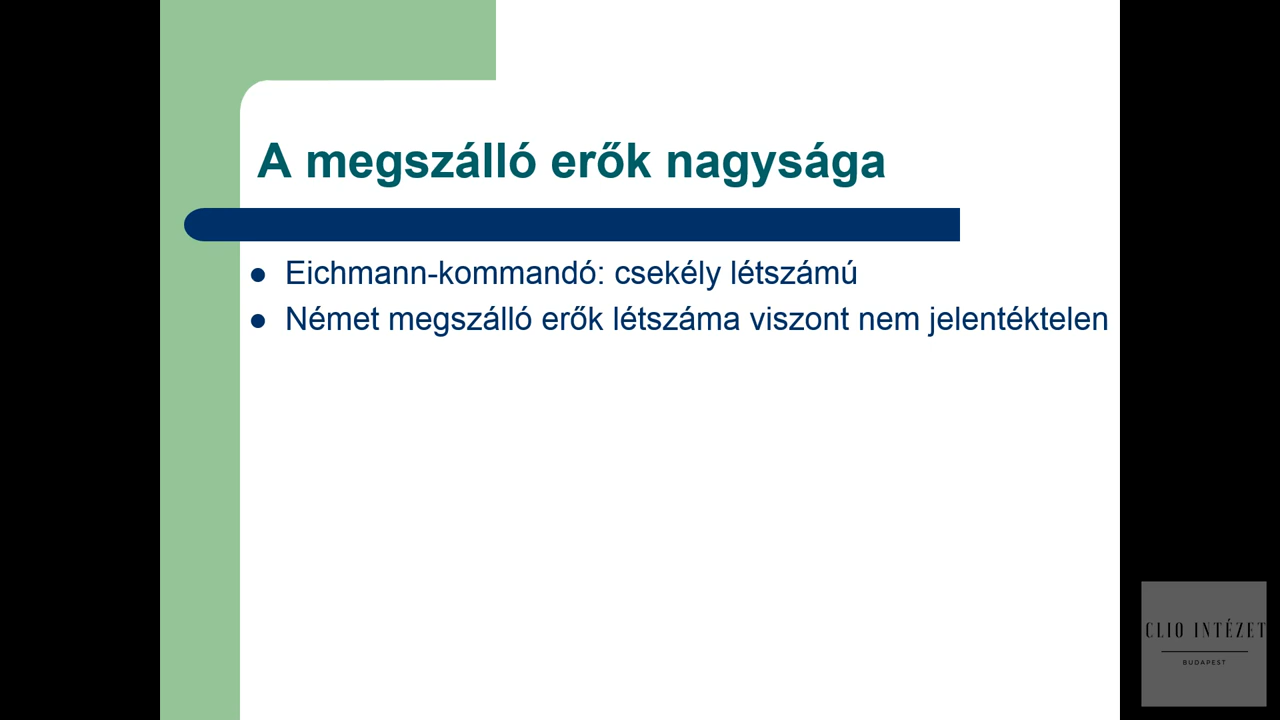 A megszálló erők nagysága
Eichmann-kommandó: csekély létszámú
Német megszálló erők létszáma viszont nem jelentéktelen
CLIO INTÉZET
BUDAPEST